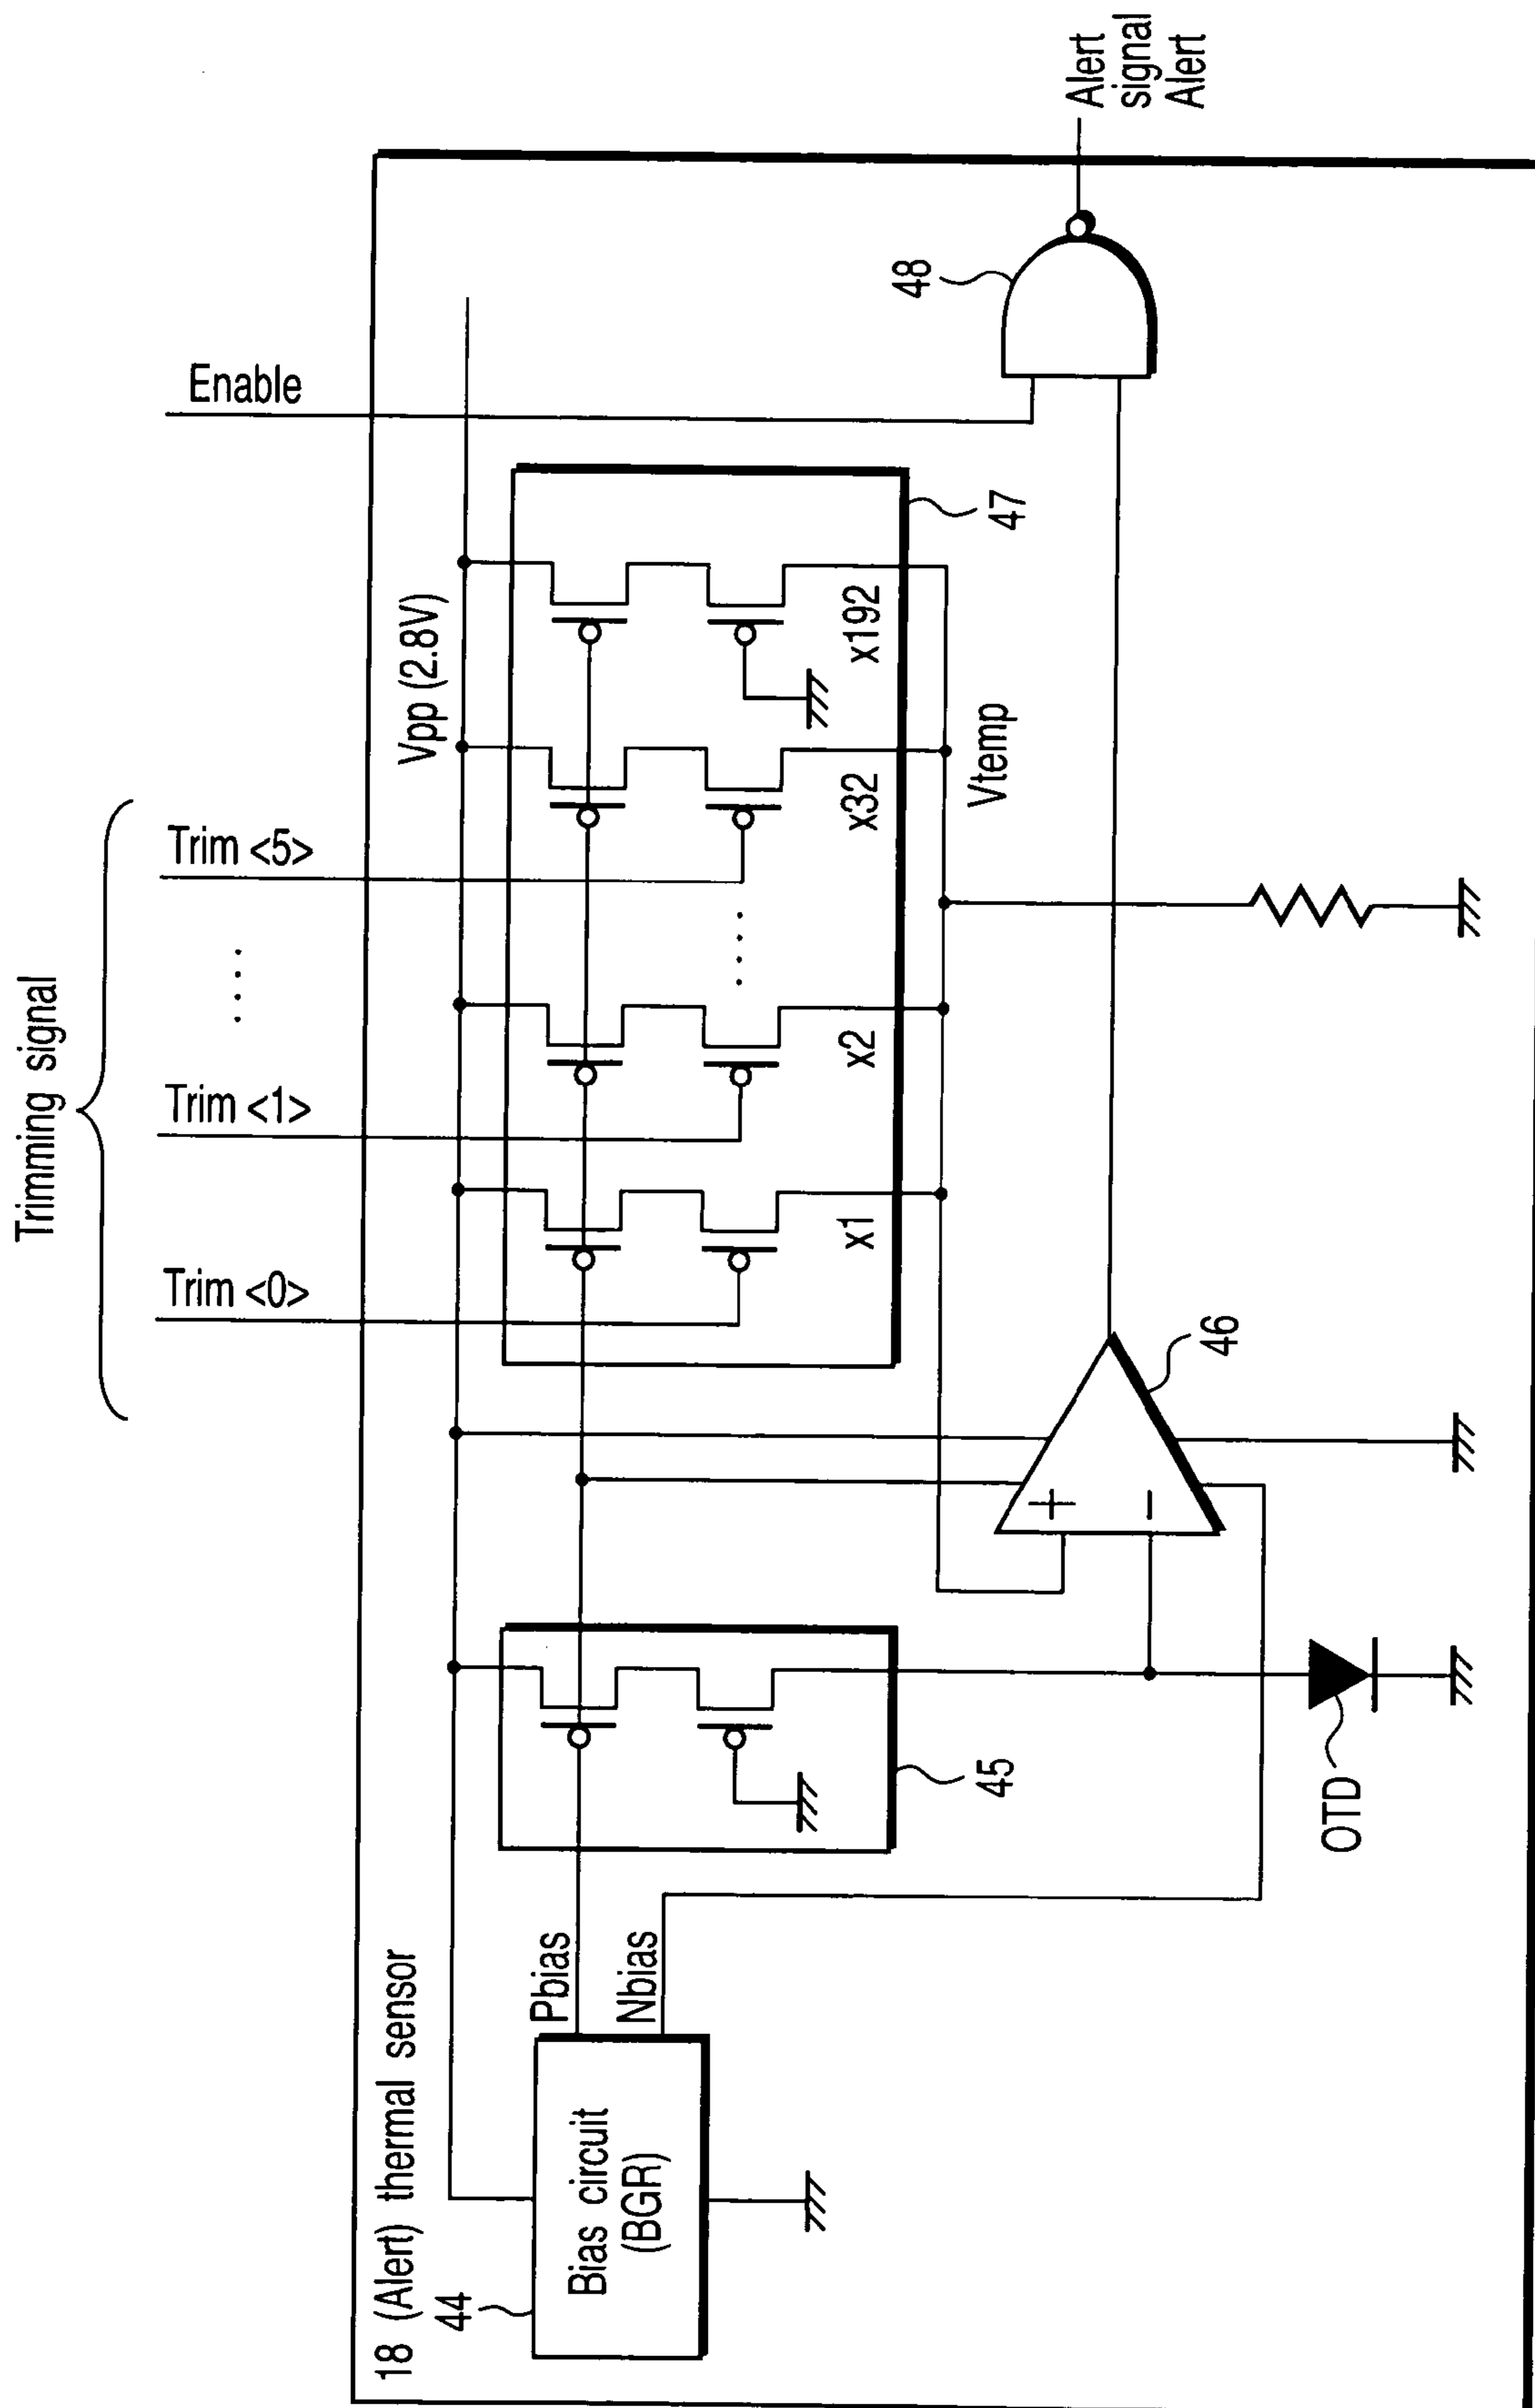 Trimming signal
Trim <0>
Trim <1>
....
Trim <5>
Enable
18 (Alert) thermal sensor
Vpp (2.8V)
44
Bias circuit
(BGR)
Pbias
Nbias
x1
x2
....
x32
x192
45
47
Vtemp
+
−
46
48
OTD
Alert
signal
Alert